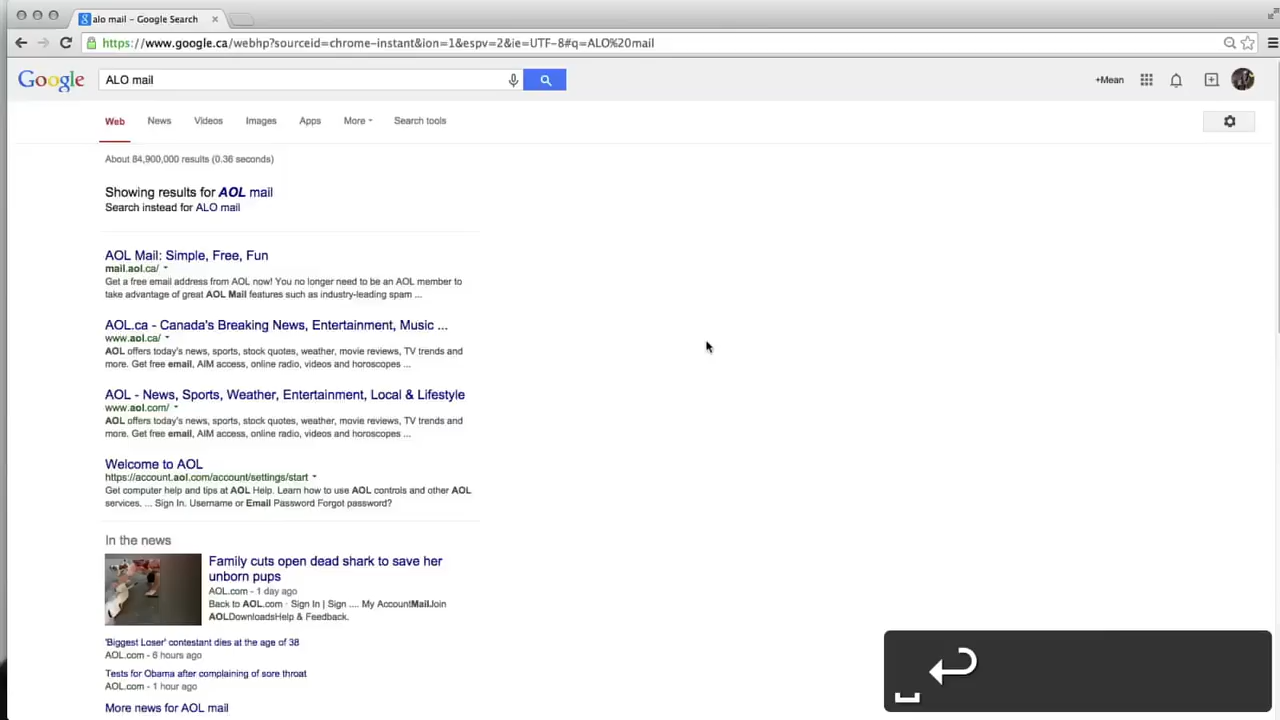 alo mail – Google Search
https://www.google.ca/webhp?sourceid=chrome-instant&ion=1&espv=2&ie=UTF-8#q=ALO%20mail
Google
ALO mail
+Mean
Web
News
Videos
Images
Apps
More
Search tools
About 84,900,000 results (0.36 seconds)
Showing results for AOL mail
Search instead for ALO mail
AOL Mail: Simple, Free, Fun
mail.aol.ca/
Get a free email address from AOL now! You no longer need to be an AOL member to
take advantage of great AOL Mail features such as industry-leading spam ...
AOL.ca - Canada's Breaking News, Entertainment, Music ...
www.aol.ca/
AOL offers today's news, sports, stock quotes, weather, movie reviews, TV trends and
more. Get free email, AIM access, online radio, videos and horoscopes ...
AOL - News, Sports, Weather, Entertainment, Local & Lifestyle
www.aol.com/
AOL offers today's news, sports, stock quotes, weather, movie reviews, TV trends and
more. Get free email, AIM access, online radio, videos and horoscopes ...
Welcome to AOL
https://account.aol.com/account/settings/start
Get computer help and tips at AOL Help. Learn how to use AOL controls and other AOL
services. ... Sign In. Username or Email Password Forgot password?
In the news
Family cuts open dead shark to save her
unborn pups
AOL.com - 1 day ago
Back to AOL.com · Sign In | Sign .... My AccountMailJoin
AOLDownloadsHelp & Feedback.
'Biggest Loser' contestant dies at the age of 38
AOL.com - 6 hours ago
Tests for Obama after complaining of sore throat
AOL.com - 1 hour ago
More news for AOL mail